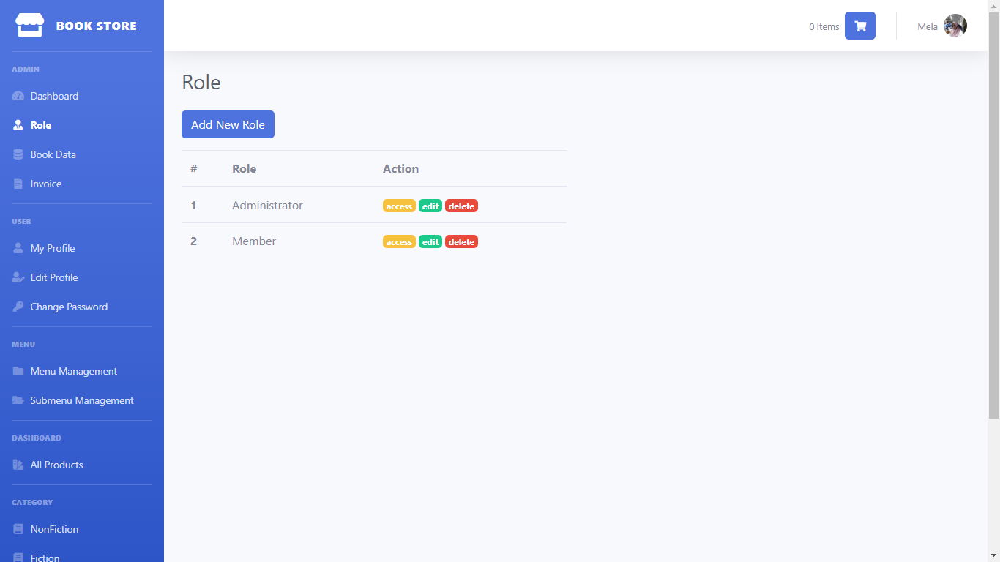 BOOK STORE
0 Items
Mela
ADMIN
Dashboard
Role
Book Data
Invoice
USER
My Profile
Edit Profile
Change Password
MENU
Menu Management
Submenu Management
DASHBOARD
All Products
CATEGORY
NonFiction
Fiction
Role
Add New Role
# Role Action
1 Administrator access edit delete
2 Member access edit delete